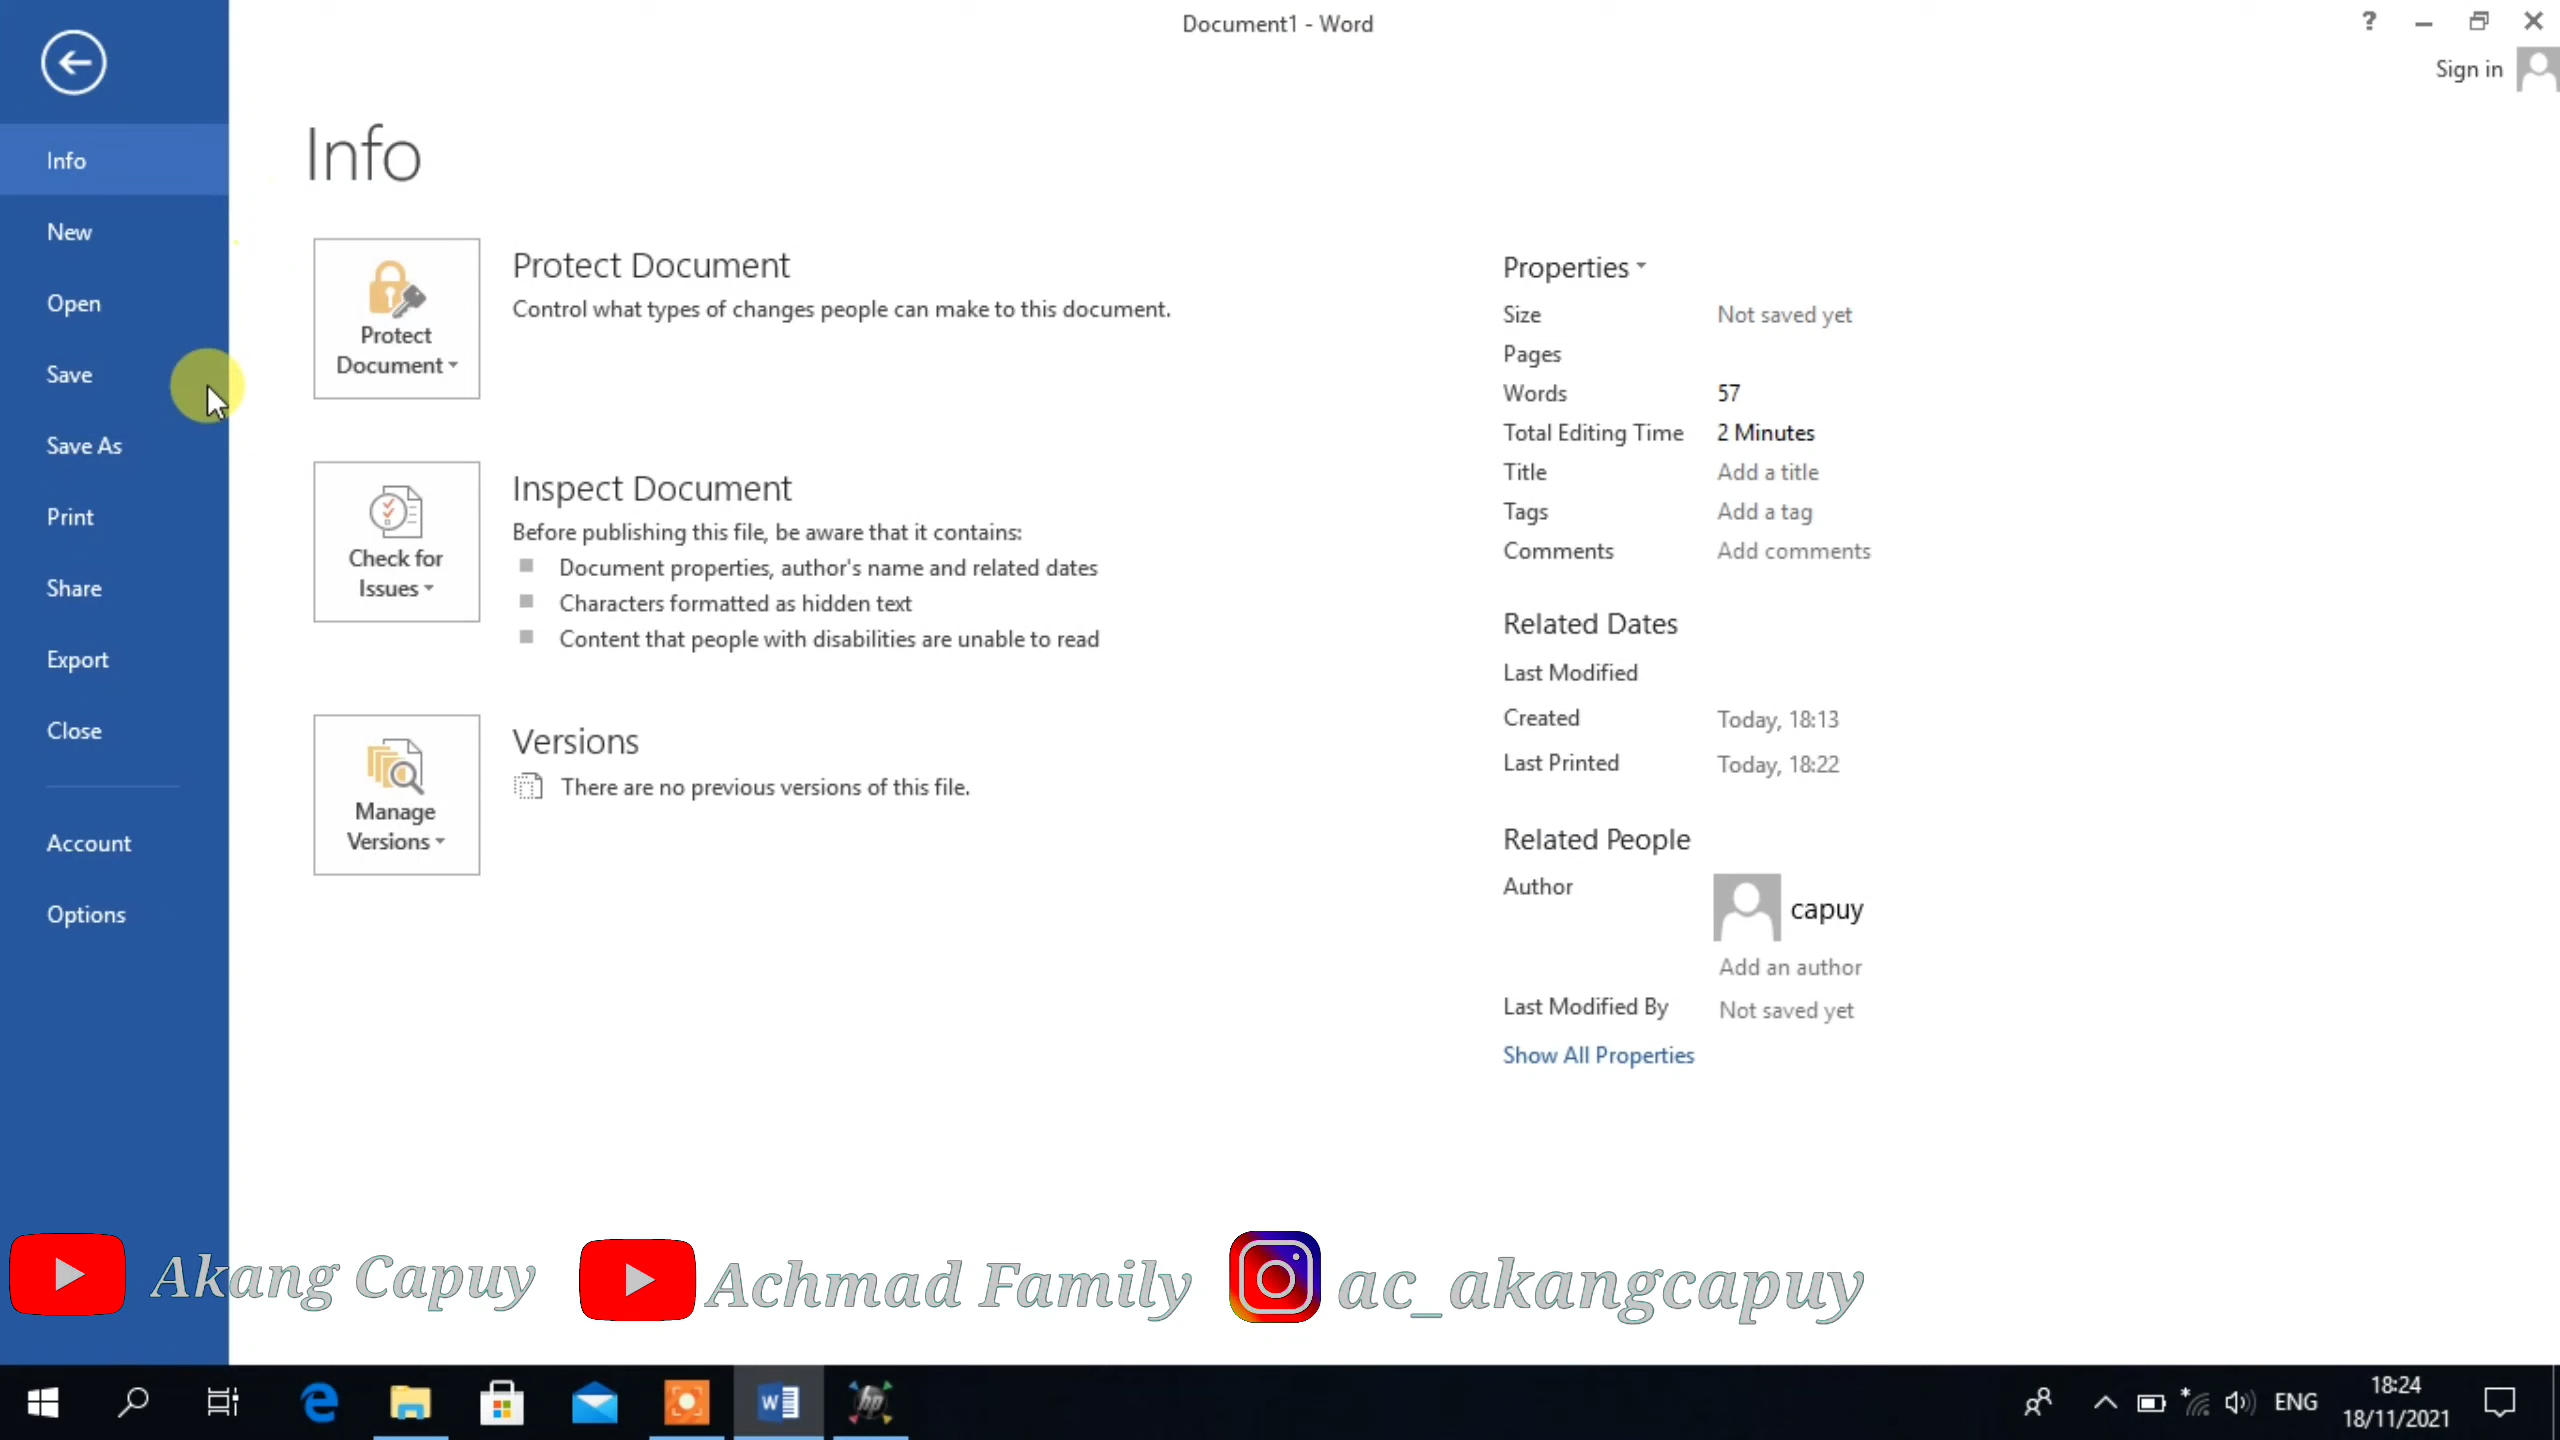 Document1 - Word
?
Sign in
Info
New
Open
Save
Save As
Print
Share
Export
Close
Account
Options
Info
Protect Document
Protect Document
Control what types of changes people can make to this document.
Check for Issues
Inspect Document
Before publishing this file, be aware that it contains:
Document properties, author's name and related dates
Characters formatted as hidden text
Content that people with disabilities are unable to read
Manage Versions
Versions
There are no previous versions of this file.
Properties
Size Not saved yet
Pages
Words 57
Total Editing Time 2 Minutes
Title Add a title
Tags Add a tag
Comments Add comments
Related Dates
Last Modified
Created Today, 18:13
Last Printed Today, 18:22
Related People
Author capuy
Add an author
Last Modified By Not saved yet
Show All Properties
Akang Capuy Achmad Family ac_akangcapuy
W hp ENG 18:24
18/11/2021